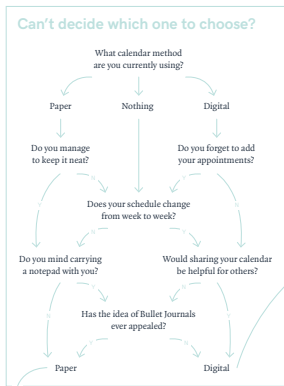 Can't decide which one to choose?
What calendar method
are you currently using?
Paper
Nothing
Digital
Do you manage
to keep it neat?
Do you forget to add
your appointments?
Does your schedule change
from week to week?
Do you mind carrying
a notepad with you?
Would sharing your calendar
be helpful for others?
Has the idea of Bullet Journals
ever appealed?
Paper
Digital